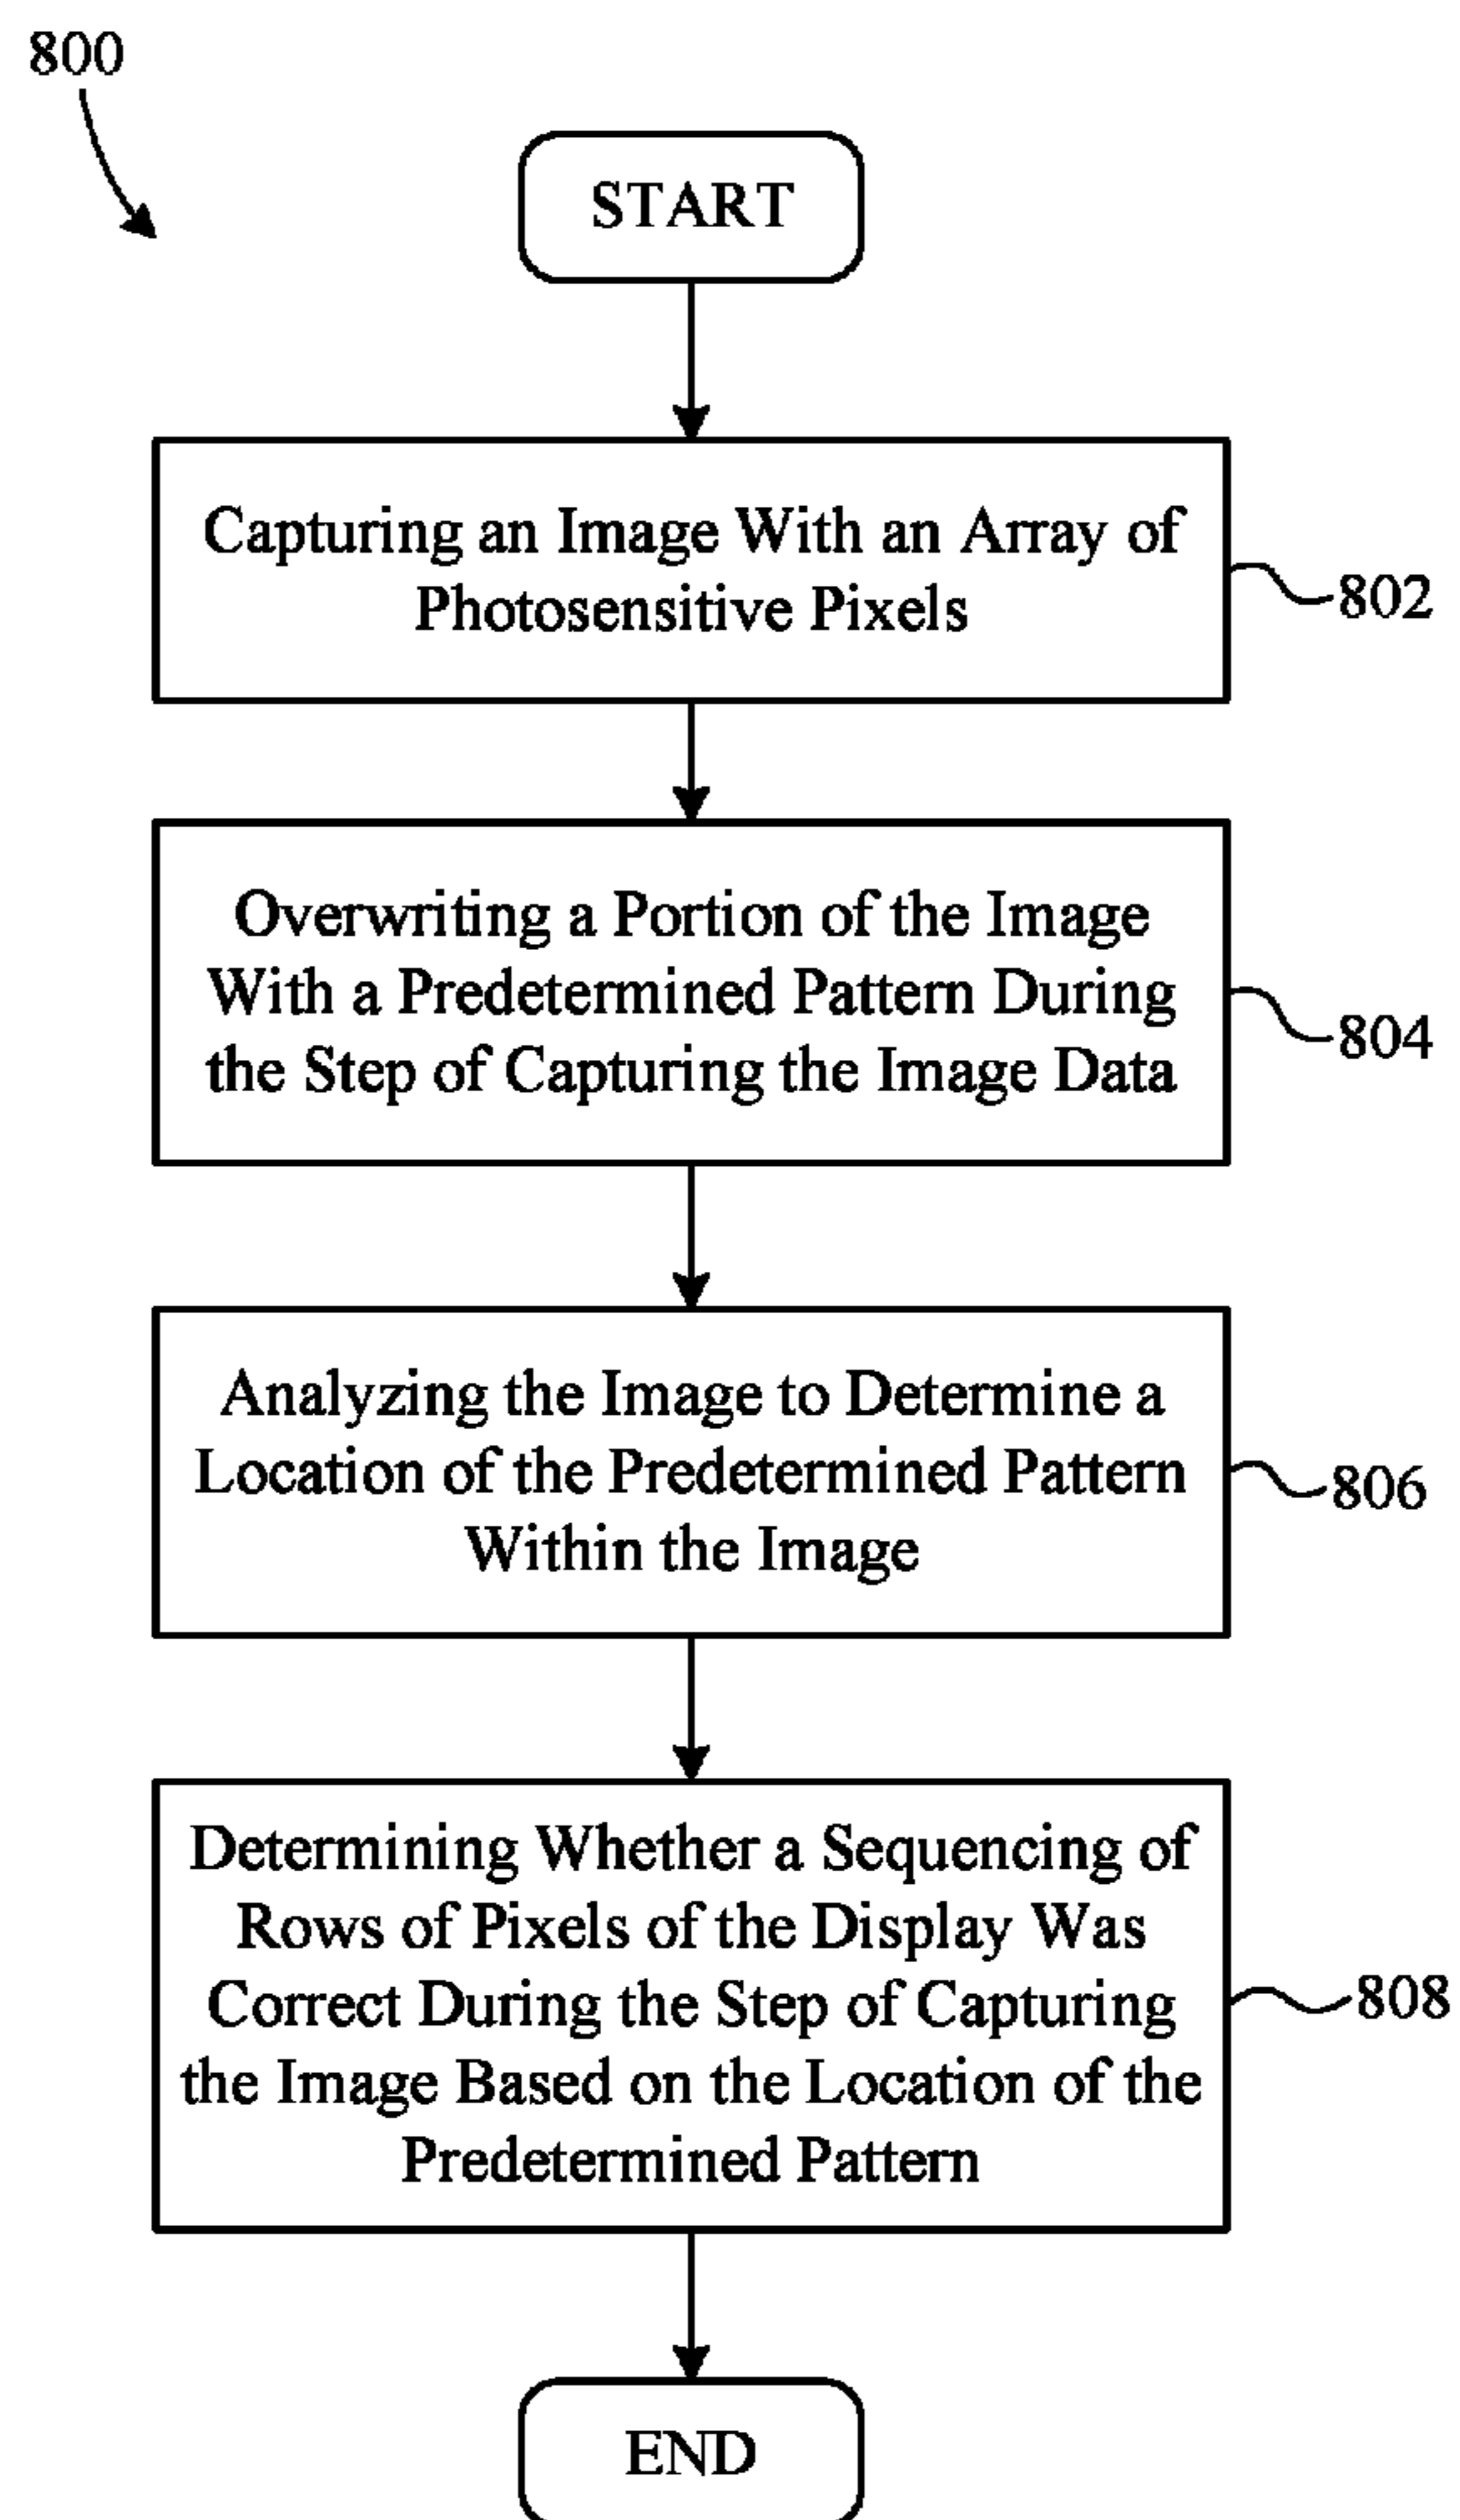 800
START
Capturing an Image With an Array of
Photosensitive Pixels
802
Overwriting a Portion of the Image
With a Predetermined Pattern During
the Step of Capturing the Image Data
804
Analyzing the Image to Determine a
Location of the Predetermined Pattern
Within the Image
806
Determining Whether a Sequencing of
Rows of Pixels of the Display Was
Correct During the Step of Capturing
the Image Based on the Location of the
Predetermined Pattern
808
END